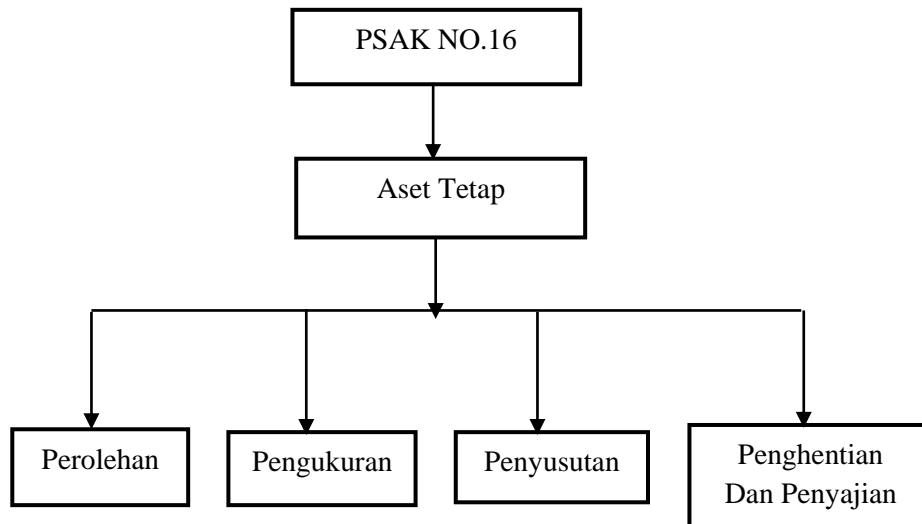 PSAK NO.16
Aset Tetap
Perolehan
Pengukuran
Penyusutan
Penghentian
Dan Penyajian